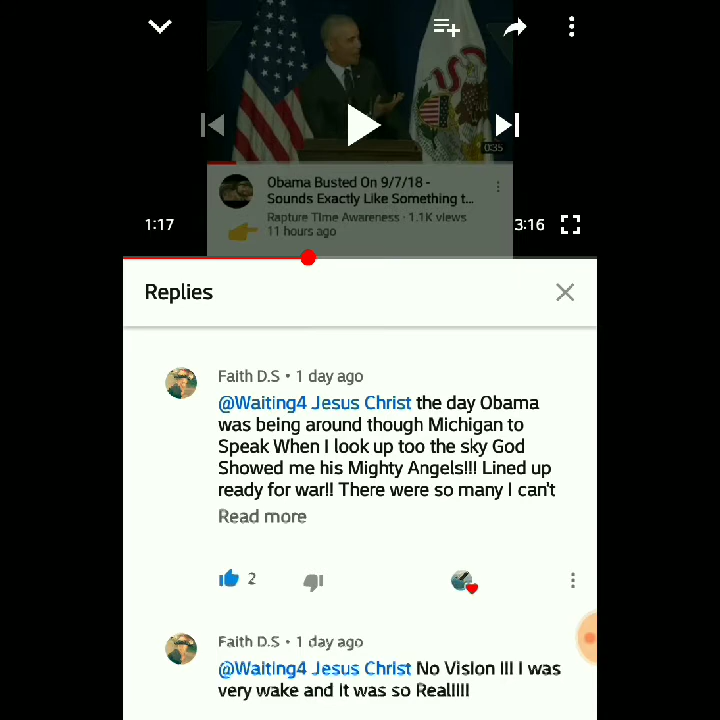 0:35
Obama Busted On 9/7/18 -
Sounds Exactly Like Something t...
Rapture Time Awareness · 1.1K views
11 hours ago
1:17
3:16
Replies
Faith D.S • 1 day ago
@Waiting4 Jesus Christ the day Obama
was being around though Michigan to
Speak When I look up too the sky God
Showed me his Mighty Angels!!! Lined up
ready for war!! There were so many I can't
Read more
2
Faith D.S • 1 day ago
@Waiting4 Jesus Christ No Vision !!! I was
very wake and it was so Real!!!!